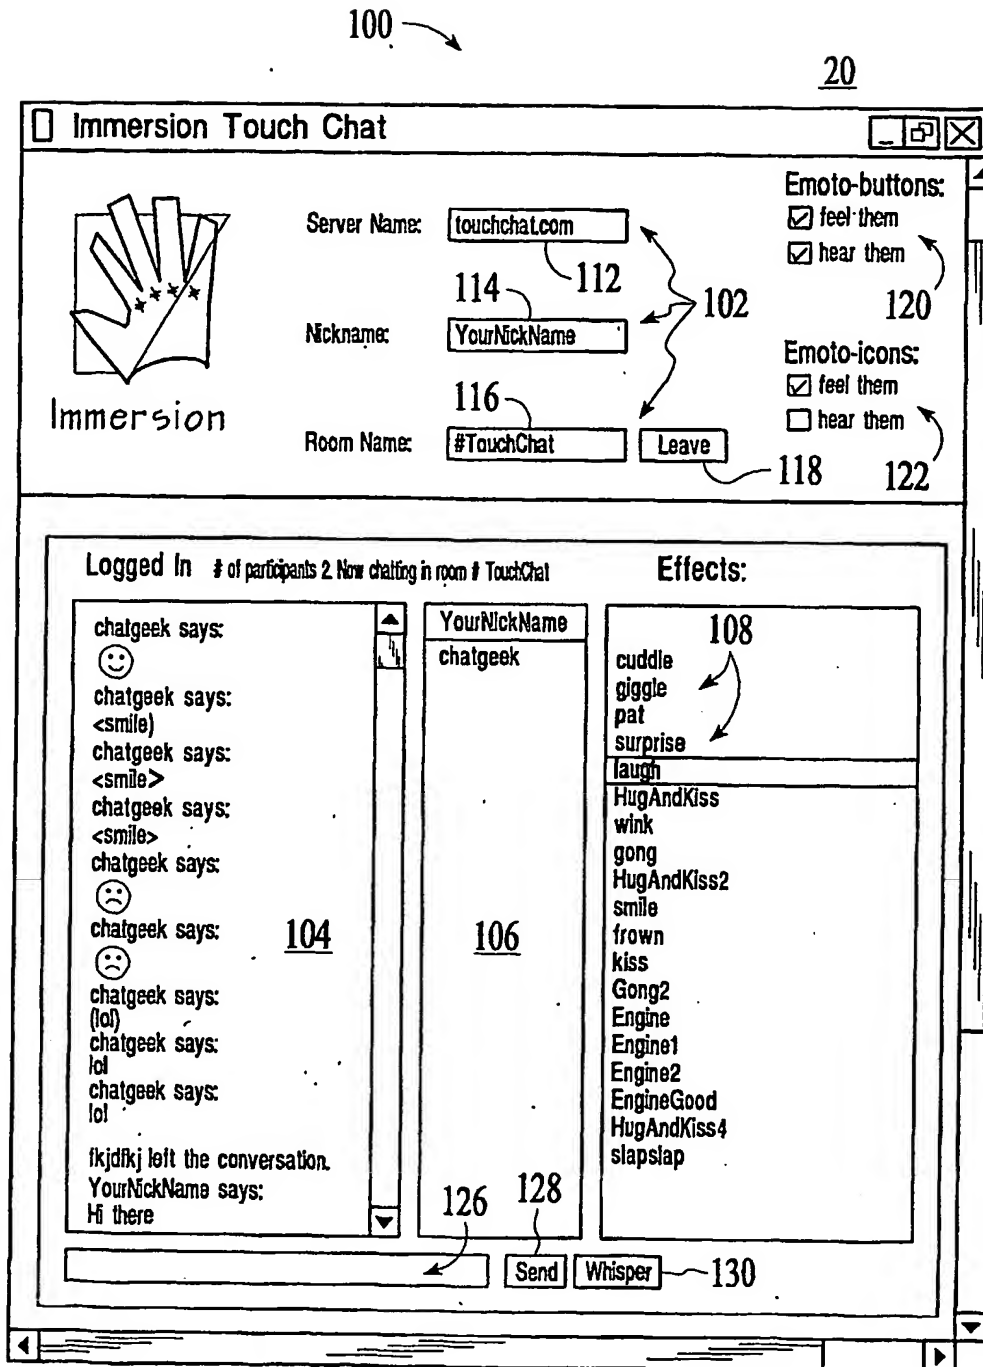 100
20
Immersion Touch Chat
Emoto-buttons:
feel them
hear them
120
Server Name: touchchat.com
112
102
114
Nickname: YourNickName
Emoto-icons:
feel them
hear them
122
Immersion
116
Room Name: #TouchChat Leave
118
Logged In # of participants 2. Now chatting in room # TouchChat
Effects:
chatgeek says:
chatgeek says:
<smile)
chatgeek says:
<smile>
chatgeek says:
<smile>
chatgeek says:
chatgeek says:
chatgeek says:
(lol)
chatgeek says:
lol
chatgeek says:
lol
fkjdfkj left the conversation.
YourNickName says:
Hi there
104
YourNickName
chatgeek
106
108
cuddle
giggle
pat
surprise
laugh
HugAndKiss
wink
gong
HugAndKiss2
smile
frown
kiss
Gong2
Engine
Engine1
Engine2
EngineGood
HugAndKiss4
slapslap
126
128
Send Whisper 130